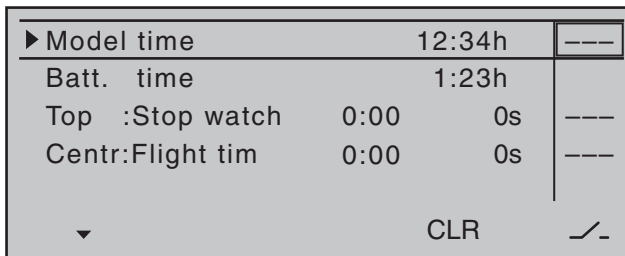 Model time 12:34h ---
Batt. time 1:23h
Top :Stop watch 0:00 0s ---
Centr:Flight tim 0:00 0s ---
CLR